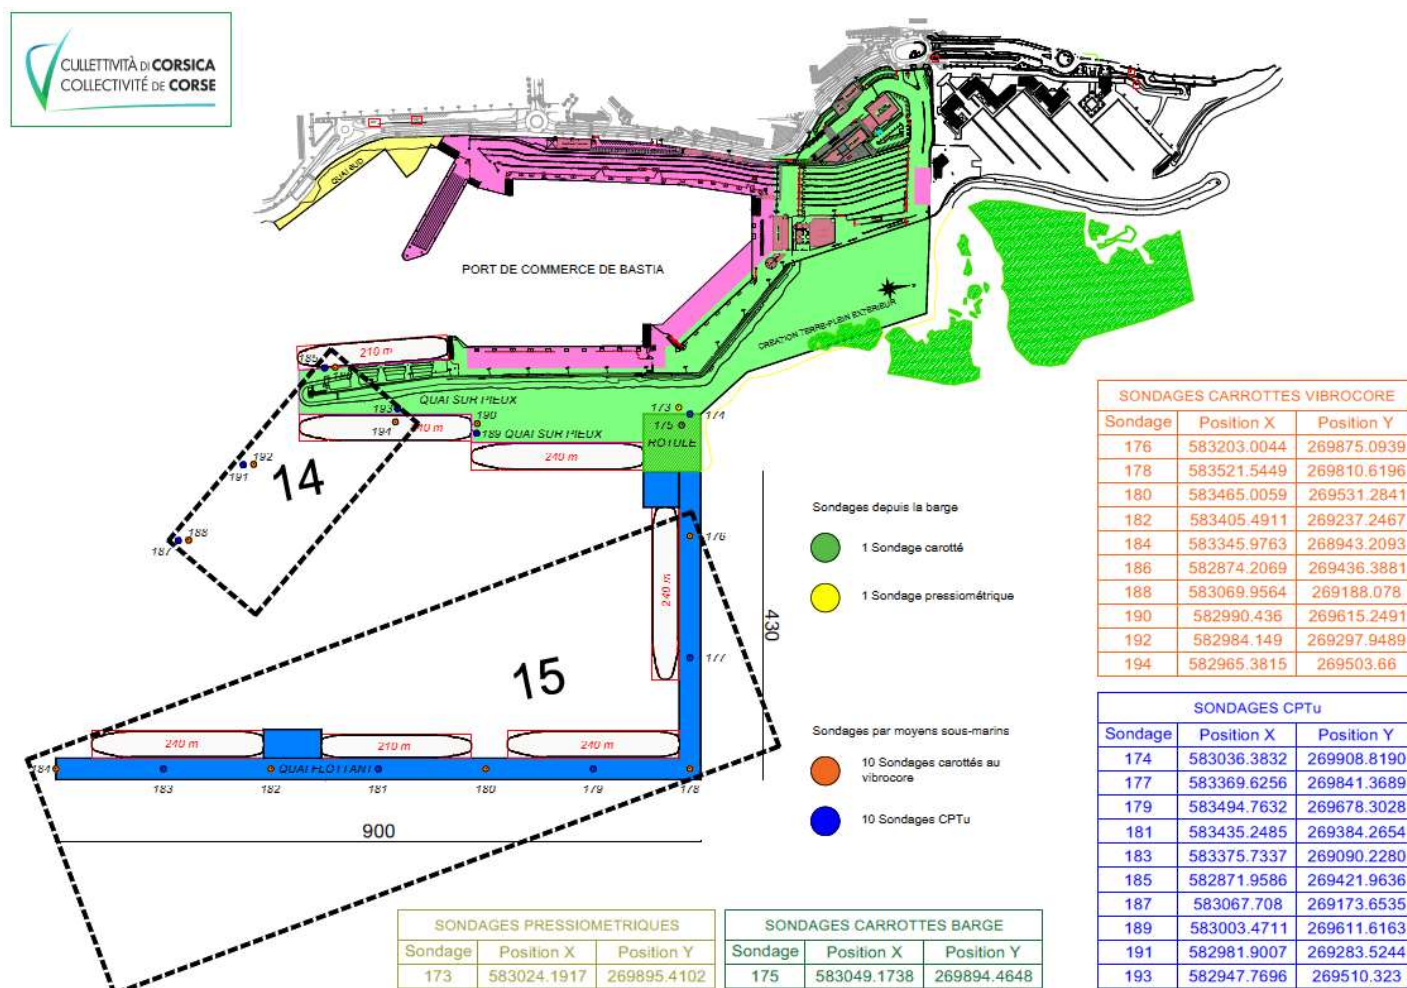 CULLETTIVITÀ DI CORSICA
COLLECTIVITÉ DE CORSE
QUAI SUD
PORT DE COMMERCE DE BASTIA
CREATION TERRE-PLEIN EXTERIEUR
210 m
185
QUAI SUR PIEUX
193
194
240 m
190
189 QUAI SUR PIEUX
240 m
173
174
175
ROTULE
192
191
14
188
187
176
240 m
430
177
15
240 m
210 m
240 m
184
QUAI FLOTTANT
183
182
181
180
179
178
900
Sondages depuis la barge
1 Sondage carotté
1 Sondage pressiométrique
Sondages par moyens sous-marins
10 Sondages carottés au
vibrocore
10 Sondages CPTu
SONDAGES CARROTTES VIBROCORE
Sondage Position X Position Y
176 583203.0044 269875.0939
178 583521.5449 269810.6196
180 583465.0059 269531.2841
182 583405.4911 269237.2467
184 583345.9763 268943.2093
186 582874.2069 269436.3881
188 583069.9564 269188.078
190 582990.436 269615.2491
192 582984.149 269297.9489
194 582965.3815 269503.66
SONDAGES CPTu
Sondage Position X Position Y
174 583036.3832 269908.8190
177 583369.6256 269841.3689
179 583494.7632 269678.3028
181 583435.2485 269384.2654
183 583375.7337 269090.2280
185 582871.9586 269421.9636
187 583067.708 269173.6535
189 583003.4711 269611.6163
191 582981.9007 269283.5244
193 582947.7696 269510.323
SONDAGES PRESSIOMETRIQUES
Sondage Position X Position Y
173 583024.1917 269895.4102
SONDAGES CARROTTES BARGE
Sondage Position X Position Y
175 583049.1738 269894.4648